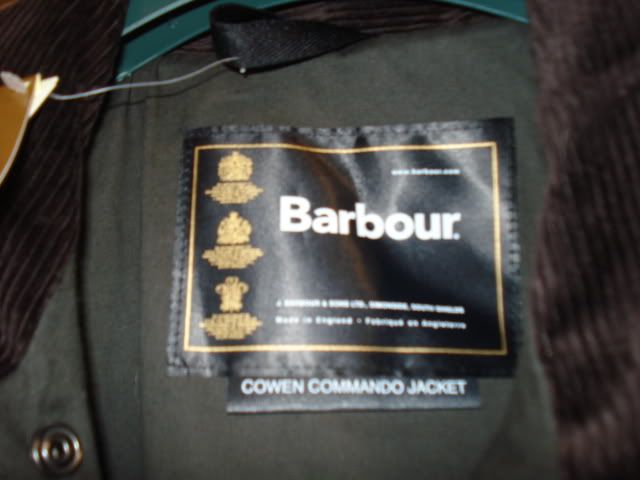 www.barbour.com
Barbour.
J. BARBOUR & SONS LTD., SIMONSIDE, SOUTH SHIELDS
Made in England • Fabriqué en Angleterre
COWEN COMMANDO JACKET